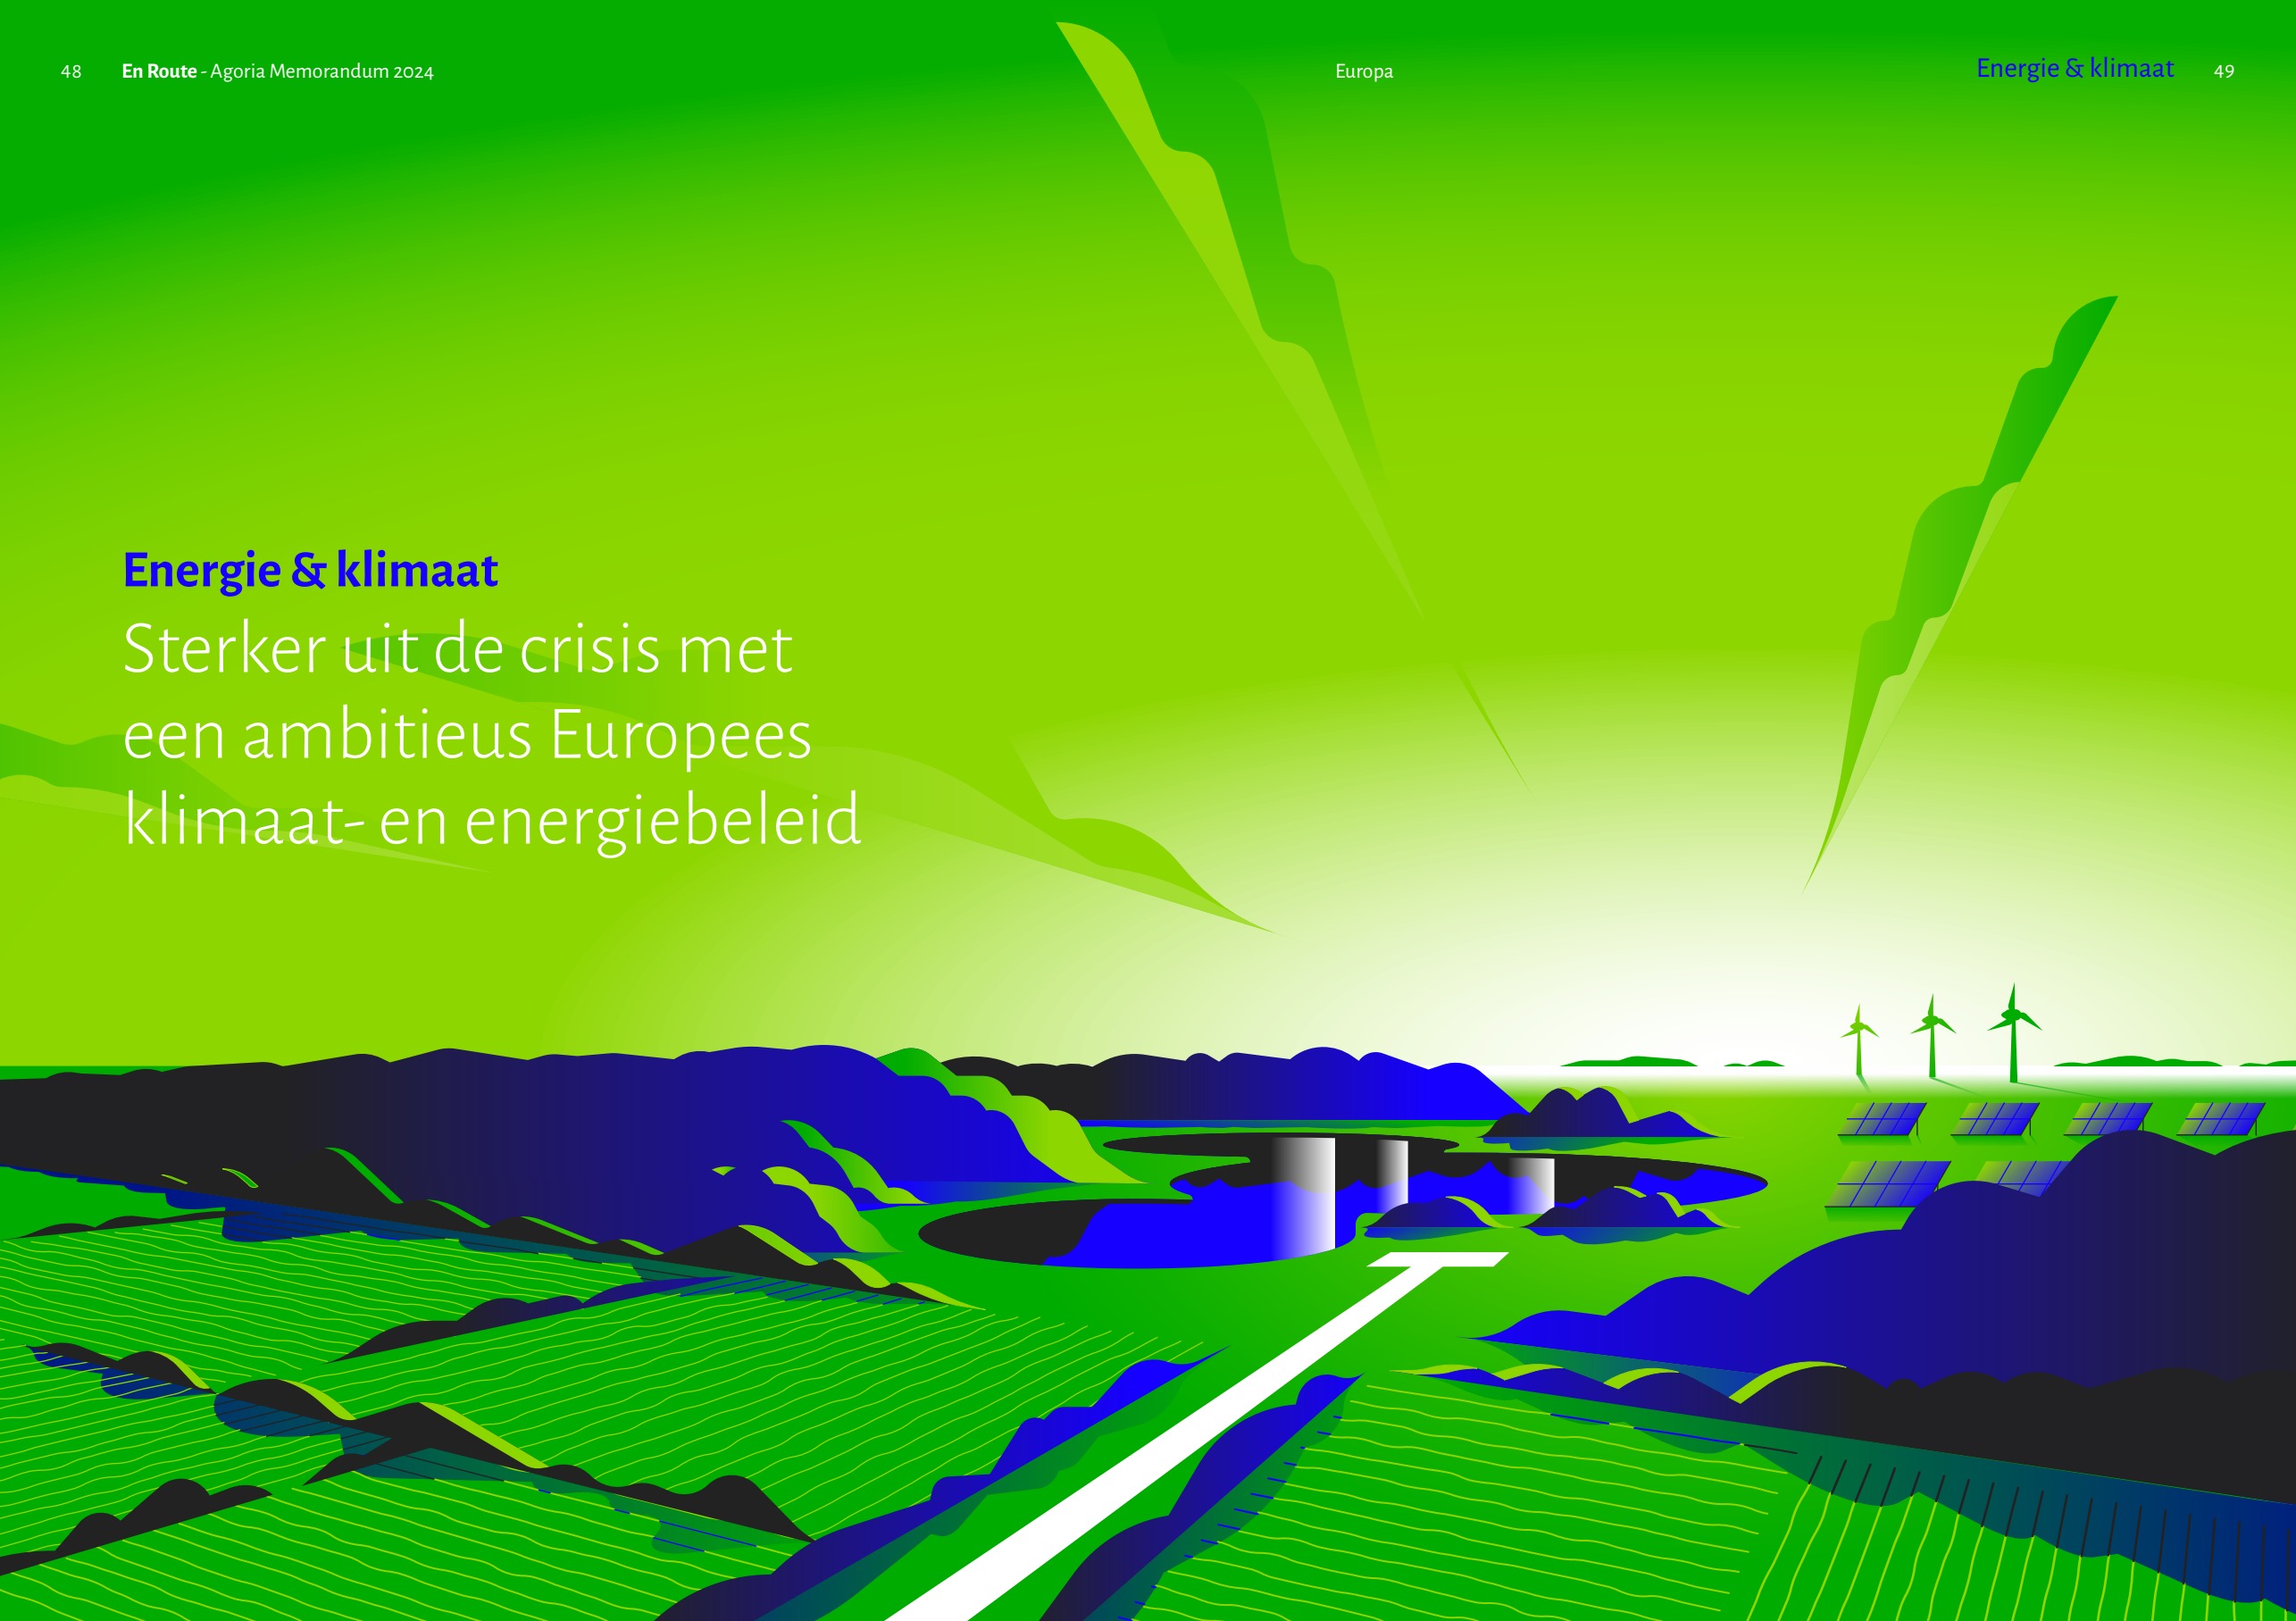 48 En Route - Agoria Memorandum 2024
Europa
Energie & klimaat 49
Energie & klimaat
Sterker uit de crisis met
een ambitieus Europees
klimaat- en energiebeleid